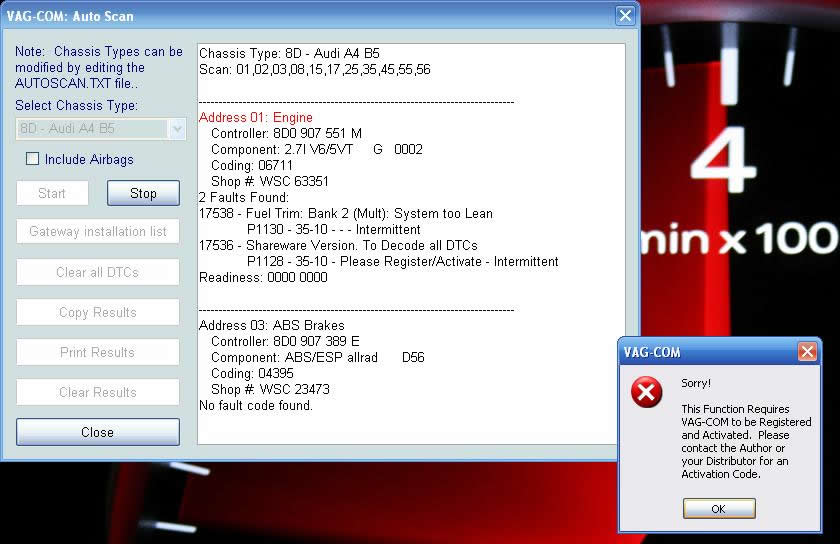 VAG-COM: Auto Scan
Note: Chassis Types can be
modified by editing the
AUTOSCAN.TXT file..
Select Chassis Type:
8D - Audi A4 B5
Include Airbags
Start
Stop
Gateway installation list
Clear all DTCs
Copy Results
Print Results
Clear Results
Close
Chassis Type: 8D - Audi A4 B5
Scan: 01,02,03,08,15,17,25,35,45,55,56
-------------------------------------------------------------------------------
Address 01: Engine
Controller: 8D0 907 551 M
Component: 2.7l V6/5VT G 0002
Coding: 06711
Shop #: WSC 63351
2 Faults Found:
17538 - Fuel Trim: Bank 2 (Mult): System too Lean
P1130 - 35-10 - - - Intermittent
17536 - Shareware Version. To Decode all DTCs
P1128 - 35-10 - Please Register/Activate - Intermittent
Readiness: 0000 0000
-------------------------------------------------------------------------------
Address 03: ABS Brakes
Controller: 8D0 907 389 E
Component: ABS/ESP allrad D56
Coding: 04395
Shop #: WSC 23473
No fault code found.
4
min x 100
VAG-COM
Sorry!
This Function Requires
VAG-COM to be Registered
and Activated. Please
contact the Author or
your Distributor for an
Activation Code.
OK